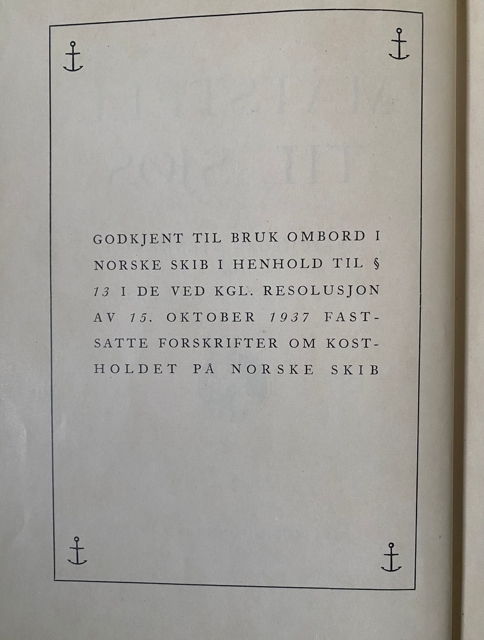 GODKJENT TIL BRUK OMBORD I
NORSKE SKIB I HENHOLD TIL §
13 I DE VED KGL. RESOLUSJON
AV 15. OKTOBER 1937 FAST-
SATTE FORSKRIFTER OM KOST-
HOLDET PÅ NORSKE SKIB